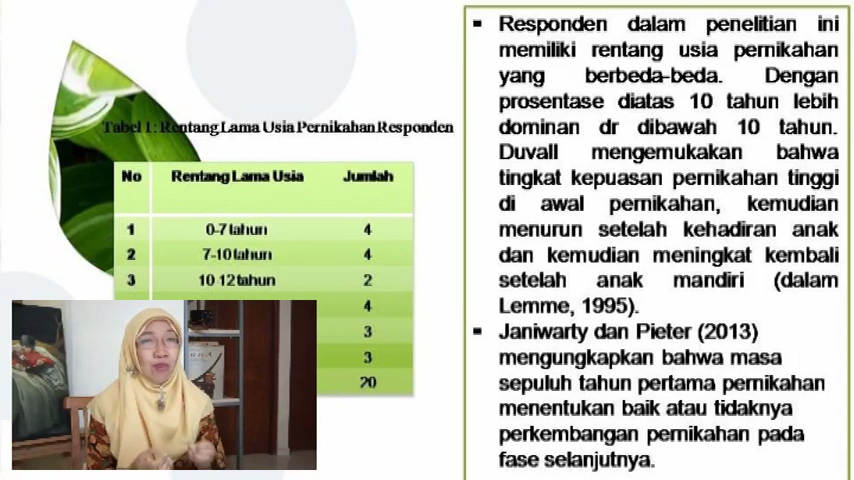 Tabel 1: Rentang Lama Usia Pernikahan Responden
No Rentang Lama Usia Jumlah
1 0-7 tahun 4
2 7-10 tahun 4
3 10-12 tahun 2
4
3
3
20
▪ Responden dalam penelitian ini
memiliki rentang usia pernikahan
yang berbeda-beda. Dengan
prosentase diatas 10 tahun lebih
dominan dr dibawah 10 tahun.
Duvall mengemukakan bahwa
tingkat kepuasan pernikahan tinggi
di awal pernikahan, kemudian
menurun setelah kehadiran anak
dan kemudian meningkat kembali
setelah anak mandiri (dalam
Lemme, 1995).
▪ Janiwarty dan Pieter (2013)
mengungkapkan bahwa masa
sepuluh tahun pertama pernikahan
menentukan baik atau tidaknya
perkembangan pernikahan pada
fase selanjutnya.